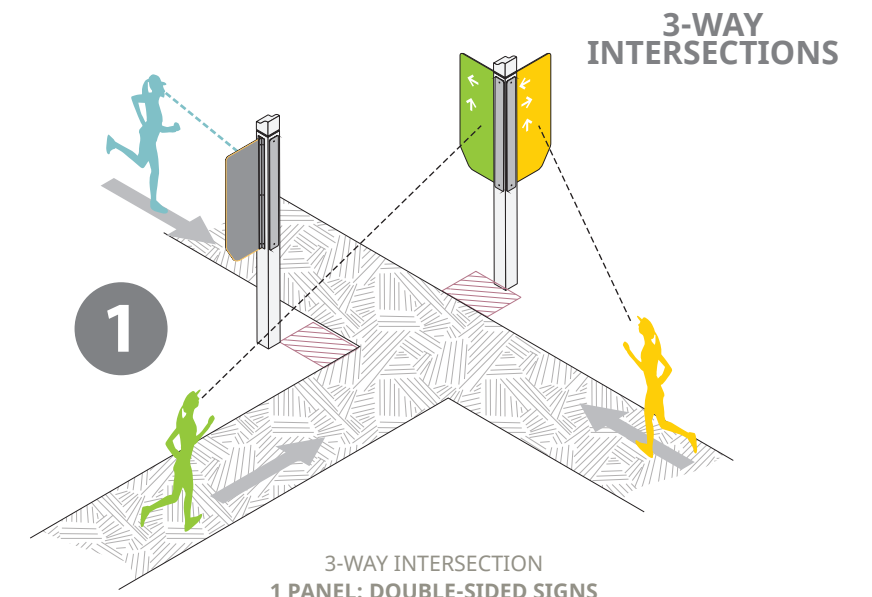 3-WAY
INTERSECTIONS
1
3-WAY INTERSECTION
1 PANEL: DOUBLE-SIDED SIGNS